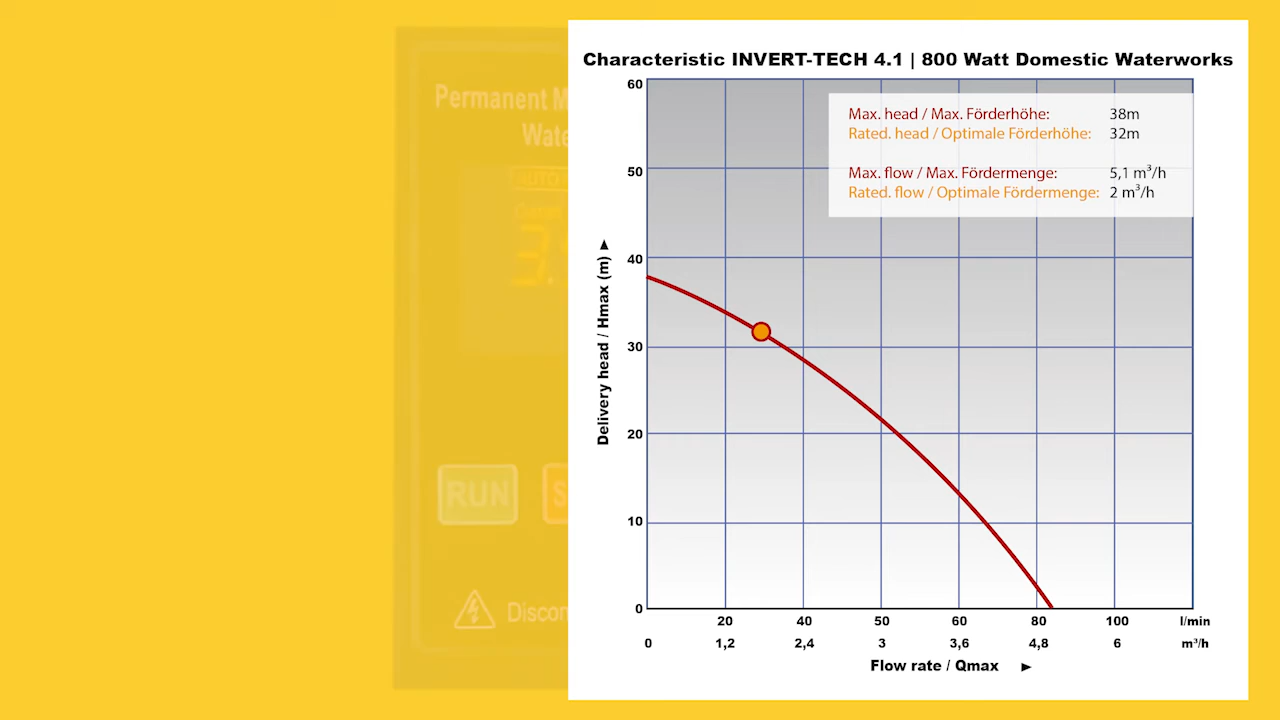 Permanent M
Wate
AUTO
RUN
S
Discon
Characteristic INVERT-TECH 4.1 | 800 Watt Domestic Waterworks
Max. head / Max. Förderhöhe: 38m
Rated. head / Optimale Förderhöhe: 32m
Max. flow / Max. Fördermenge: 5,1 m³/h
Rated. flow / Optimale Fördermenge: 2 m³/h
Delivery head / Hmax (m) ►
60
50
40
30
20
10
0
20 40 50 60 80 100 l/min
0 1,2 2,4 3 3,6 4,8 6 m³/h
Flow rate / Qmax ►